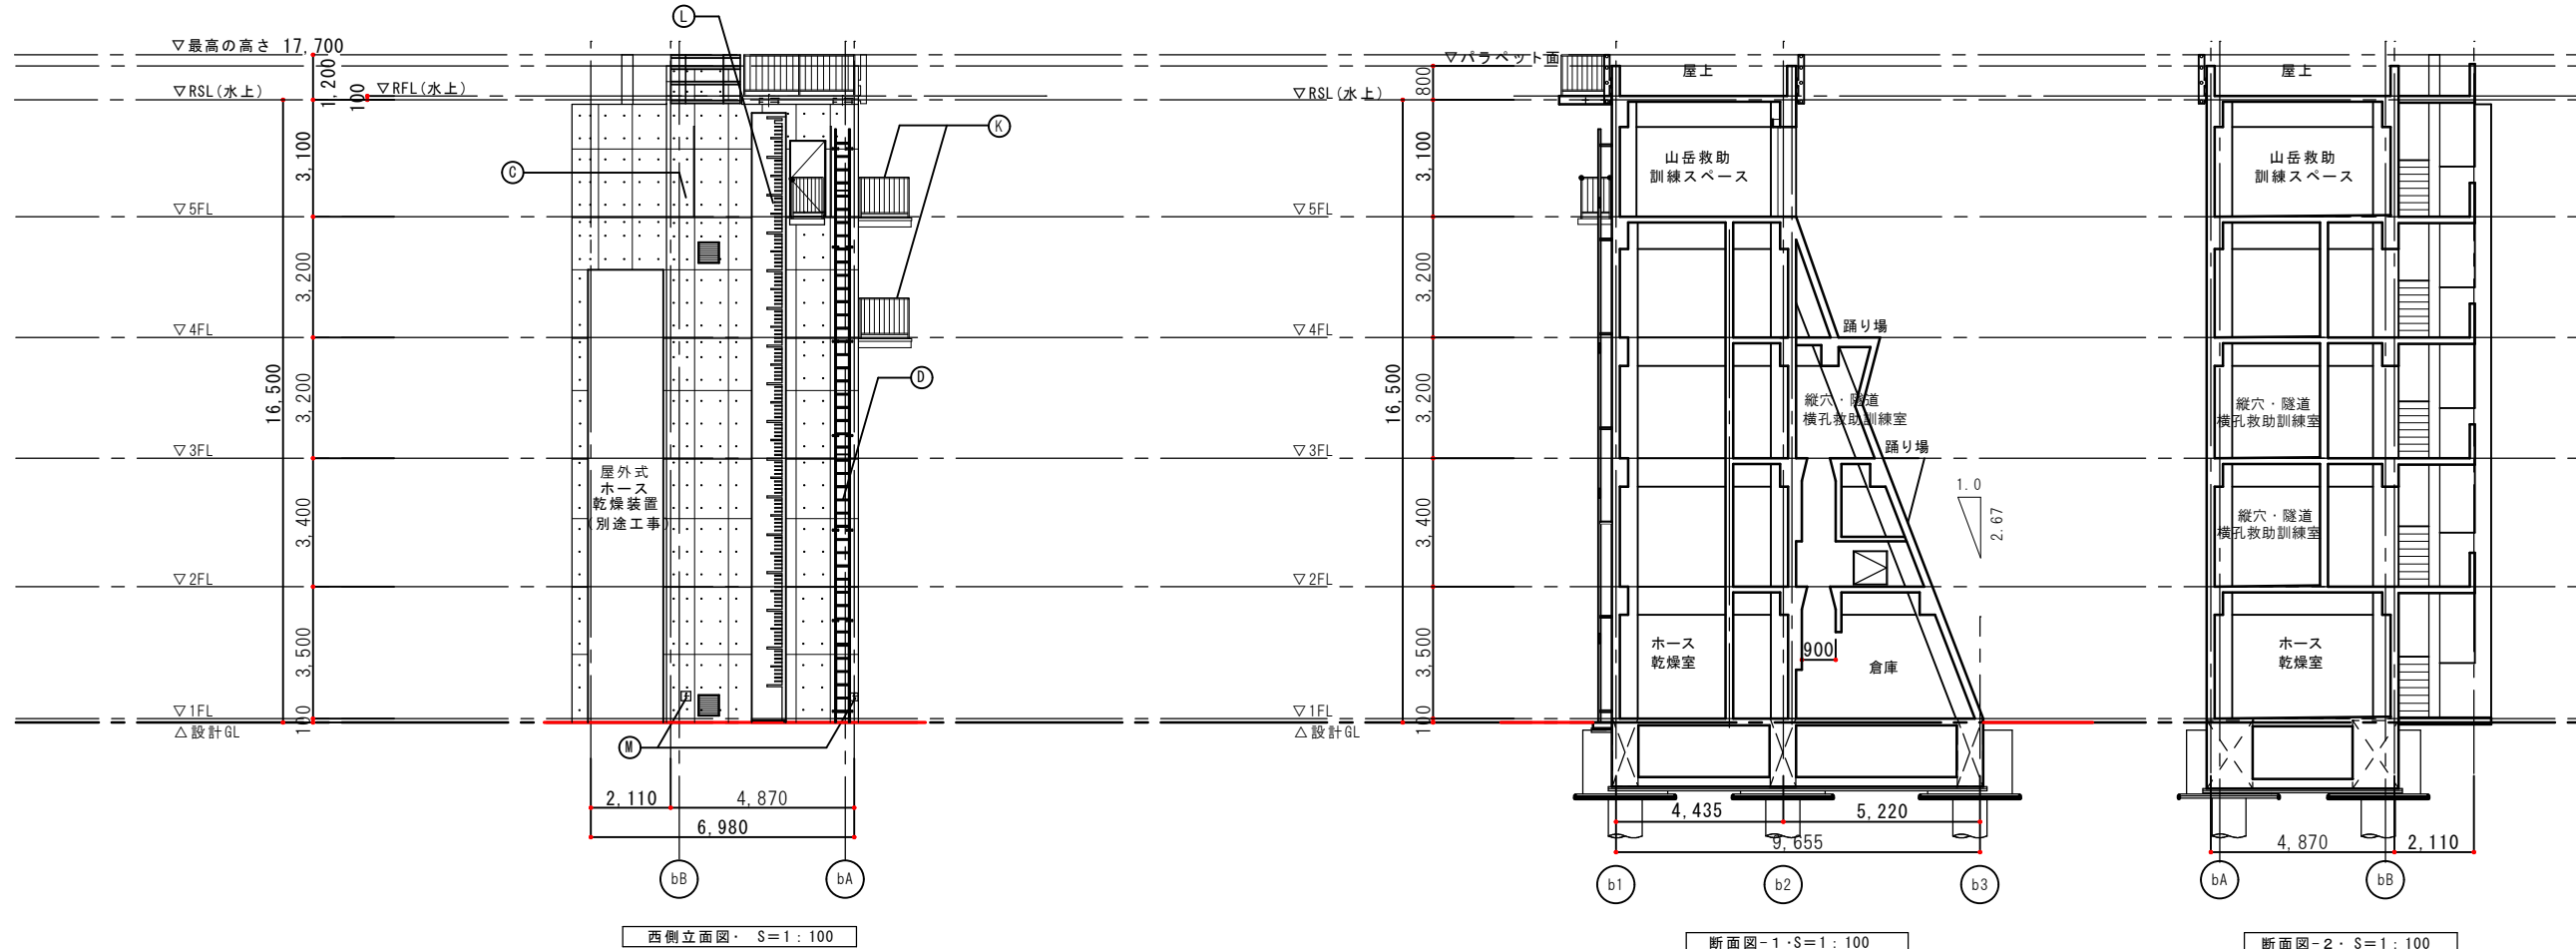 ▽最高の高さ 17,700
1,200
100
▽RSL(水上)
▽RFL(水上)
3,100
▽5FL
3,200
▽4FL
16,500
3,200
▽3FL
3,400
▽2FL
3,500
▽1FL
100
△設計GL
L
K
C
D
M
屋外式
ホース
乾燥装置
(別途工事)
2,110
4,870
6,980
bB
bA
西側立面図・ S=1:100
▽パラペット面
800
▽RSL(水上)
3,100
▽5FL
3,200
▽4FL
16,500
3,200
▽3FL
3,400
▽2FL
3,500
▽1FL
100
△設計GL
屋上
山岳救助
訓練スペース
踊り場
縦穴・隧道
横孔救助訓練室
踊り場
1.0
2.67
ホース
乾燥室
900
倉庫
4,435
5,220
9,655
b1
b2
b3
断面図-1・S=1:100
屋上
山岳救助
訓練スペース
縦穴・隧道
横孔救助訓練室
縦穴・隧道
横孔救助訓練室
ホース
乾燥室
4,870
2,110
bA
bB
断面図-2・ S=1:100